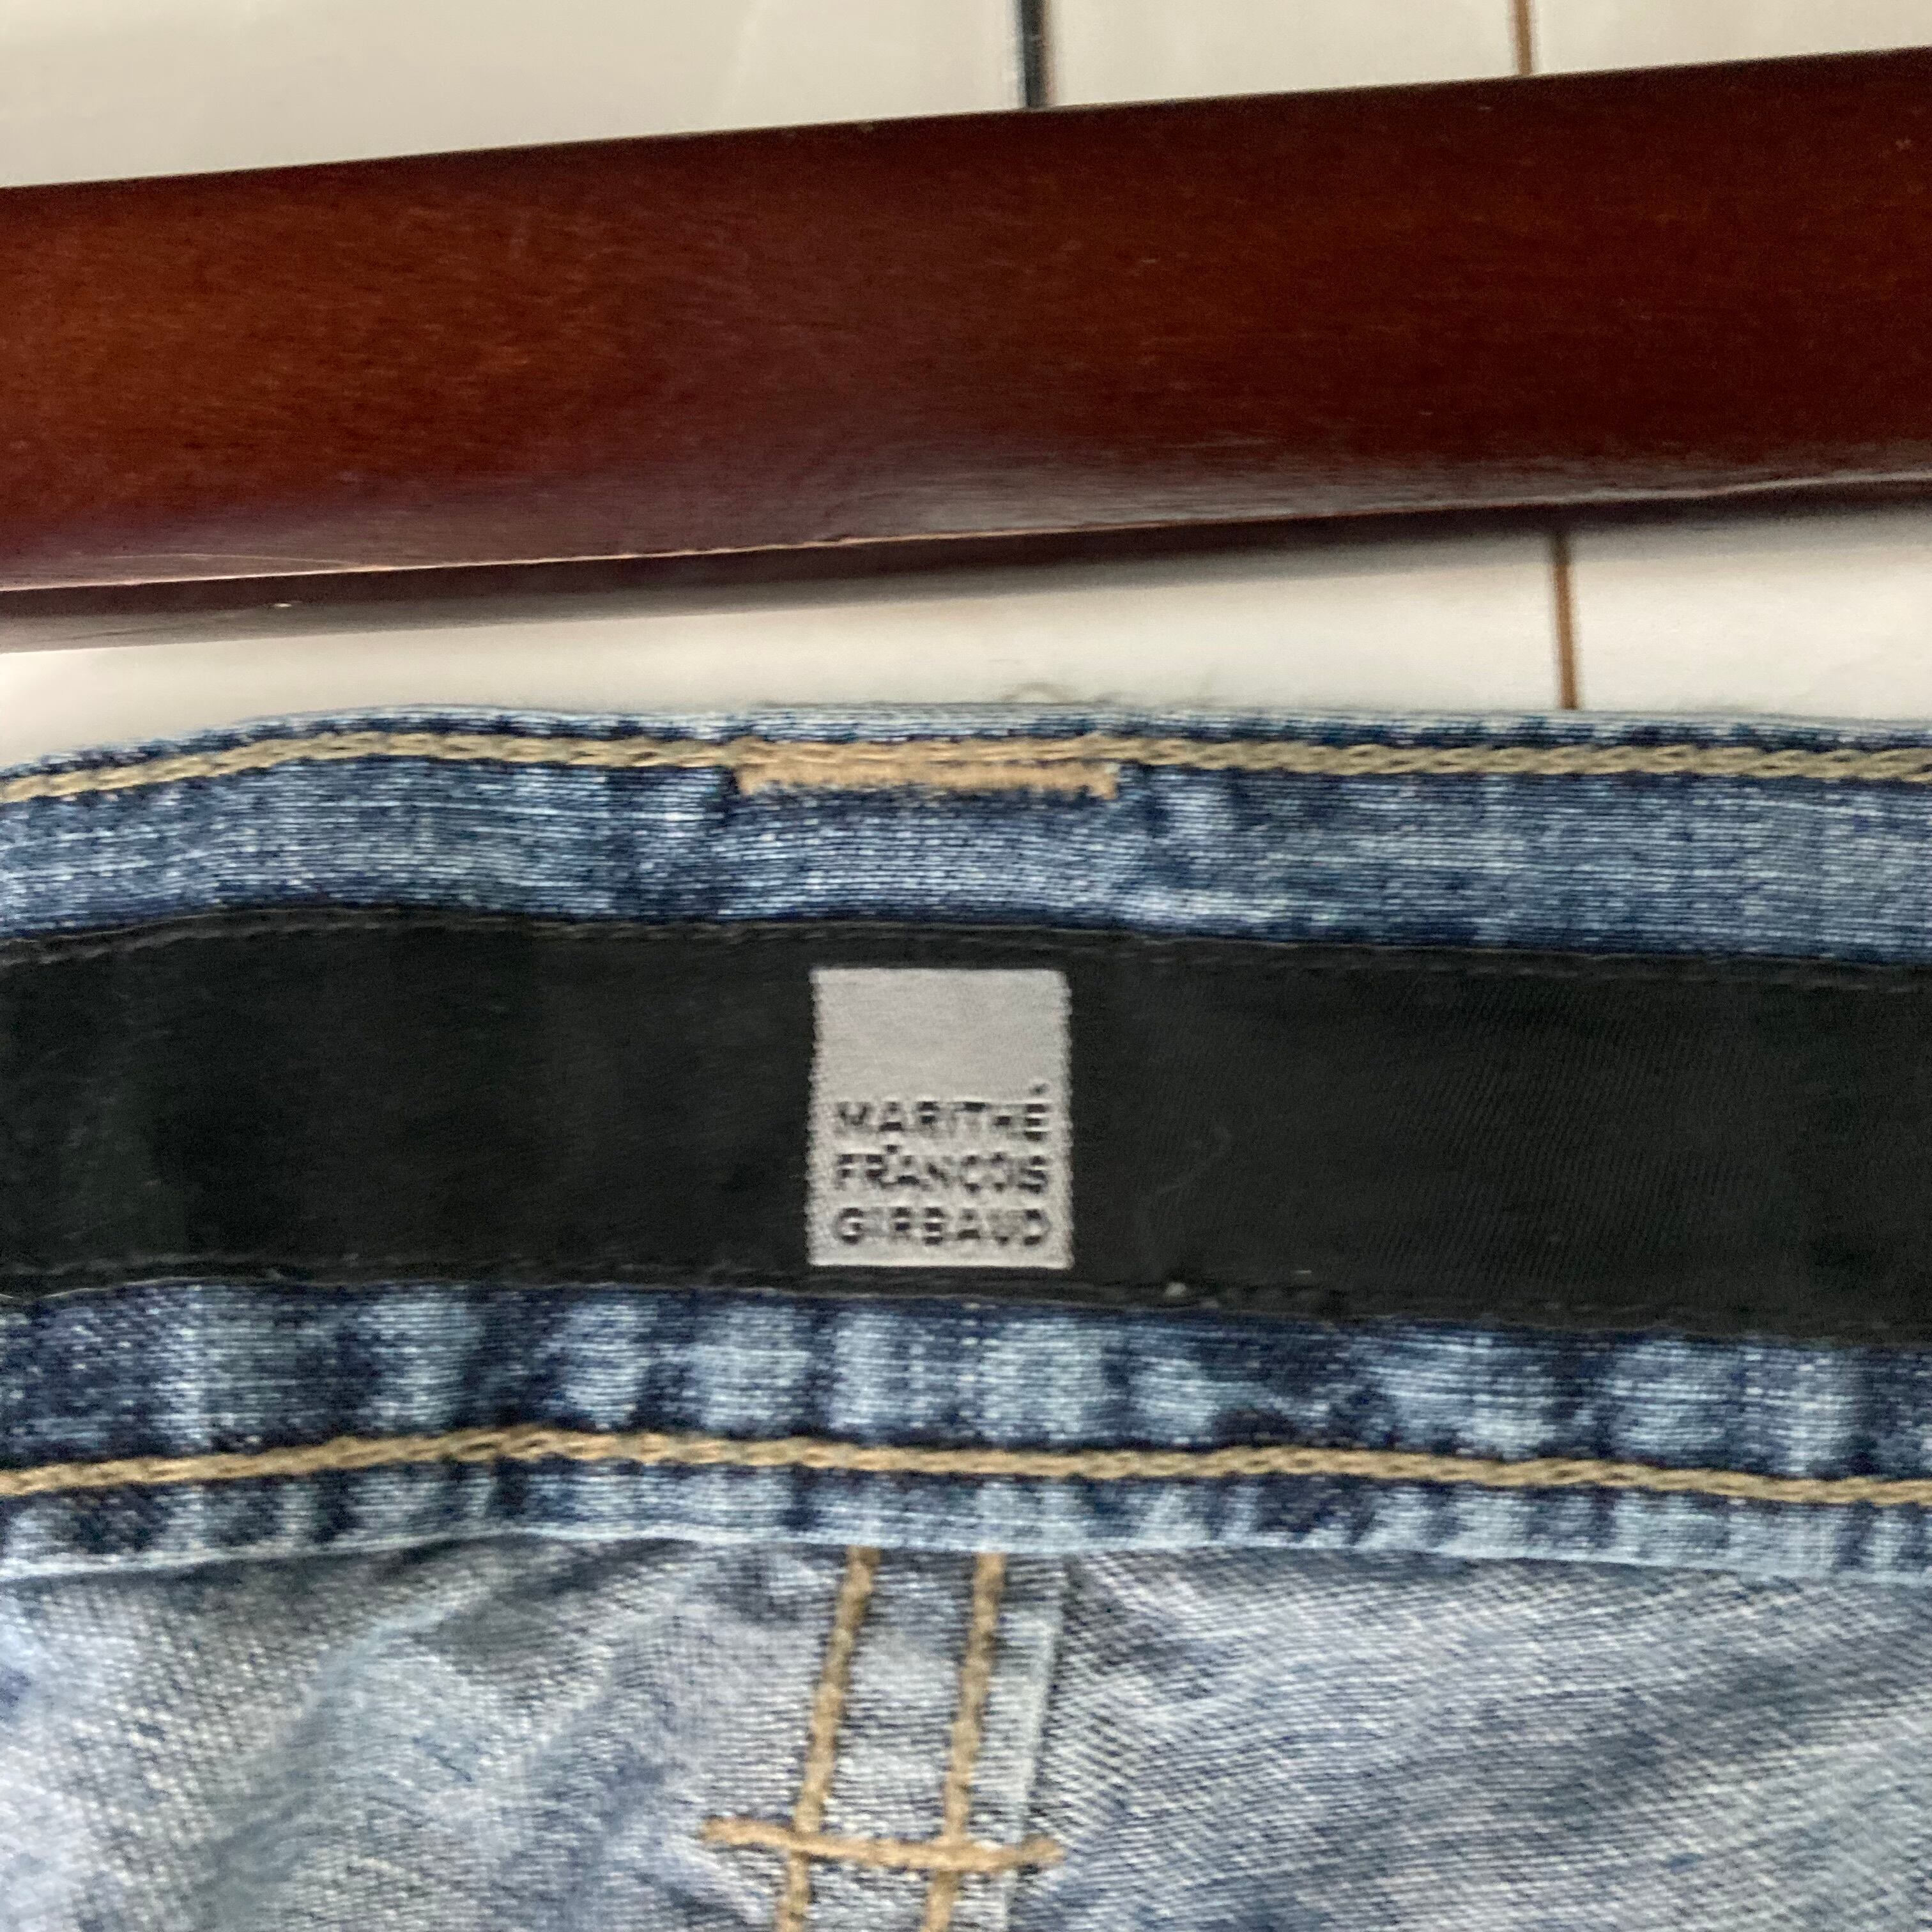 MARITHÉ
+
FRANÇOIS
GIRBAUD